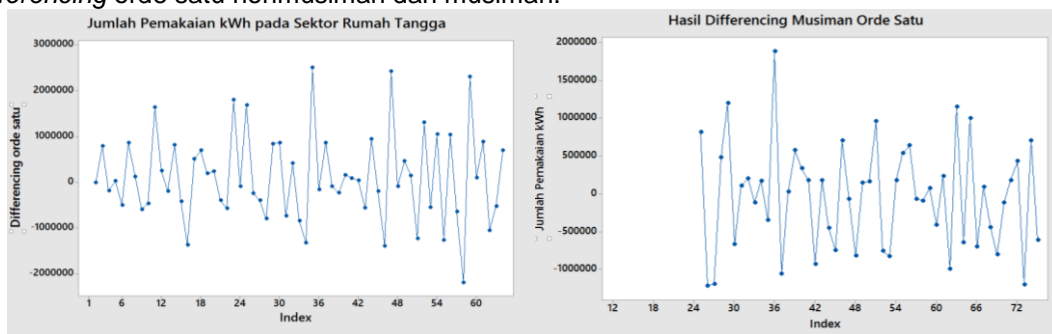 ferencing orde satu nonmusiman dan musiman.
Jumlah Pemakaian kWh pada Sektor Rumah Tangga
3000000
2000000
1000000
0
-1000000
-2000000
Differencing orde satu
1 6 12 18 24 30 36 42 48 54 60
Index
Hasil Differencing Musiman Orde Satu
2000000
1500000
1000000
500000
0
-500000
-1000000
Jumlah Pemakaian kWh
12 18 24 30 36 42 48 54 60 66 72
Index